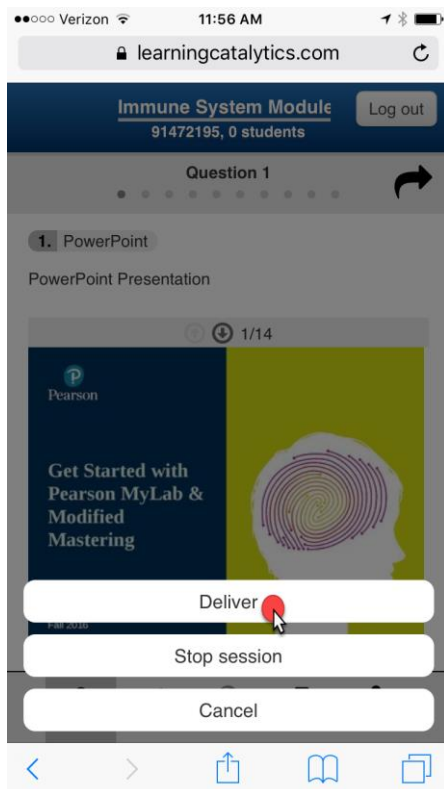 Verizon 11:56 AM
learningcatalytics.com
Immune System Module
Log out
91472195, 0 students
Question 1
1. PowerPoint
PowerPoint Presentation
1/14
Pearson
Get Started with
Pearson MyLab &
Modified
Mastering
Deliver
Fall 2016
Stop session
Cancel